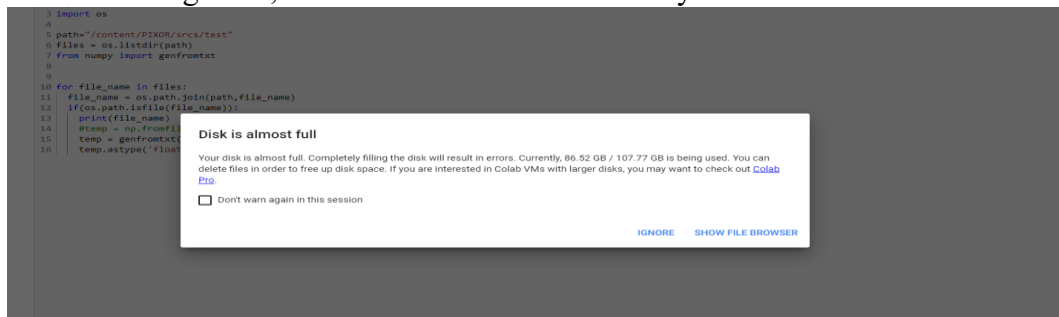 3 import os
4
5 path="/content/PIXOR/srcs/test"
6 files = os.listdir(path)
7 from numpy import genfromtxt
8
9
10 for file_name in files:
11 file_name = os.path.join(path,file_name)
12 if(os.path.isfile(file_name)):
13 print(file_name)
14 #temp = np.fromfil
15 temp = genfromtxt(
16 temp.astype('float
Disk is almost full
Your disk is almost full. Completely filling the disk will result in errors. Currently, 86.52 GB / 107.77 GB is being used. You can
delete files in order to free up disk space. If you are interested in Colab VMs with larger disks, you may want to check out Colab
Pro.
Don't warn again in this session
IGNORE SHOW FILE BROWSER